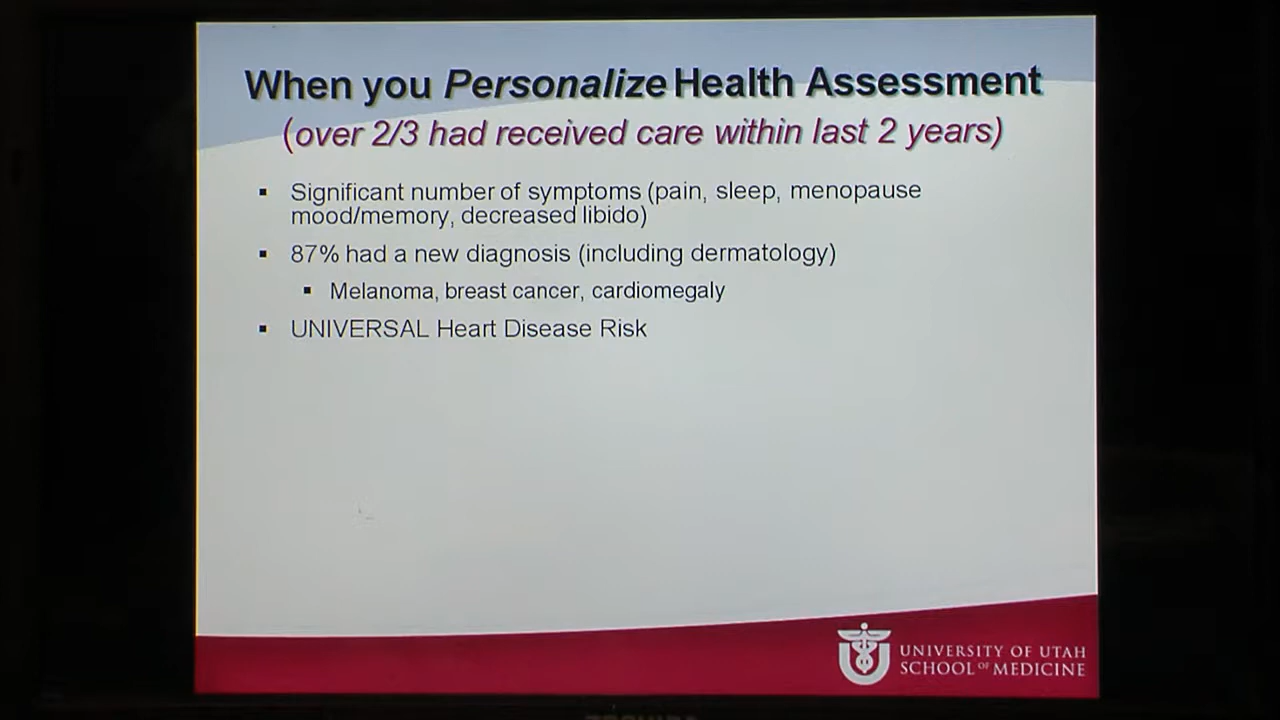 When you Personalize Health Assessment
(over 2/3 had received care within last 2 years)
▪ Significant number of symptoms (pain, sleep, menopause
mood/memory, decreased libido)
▪ 87% had a new diagnosis (including dermatology)
▪ Melanoma, breast cancer, cardiomegaly
▪ UNIVERSAL Heart Disease Risk
UNIVERSITY OF UTAH
SCHOOL OF MEDICINE